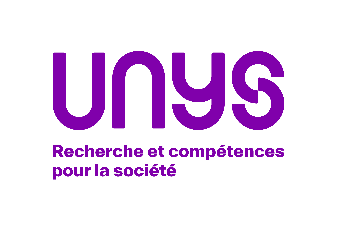 unys
Recherche et compétences
pour la société